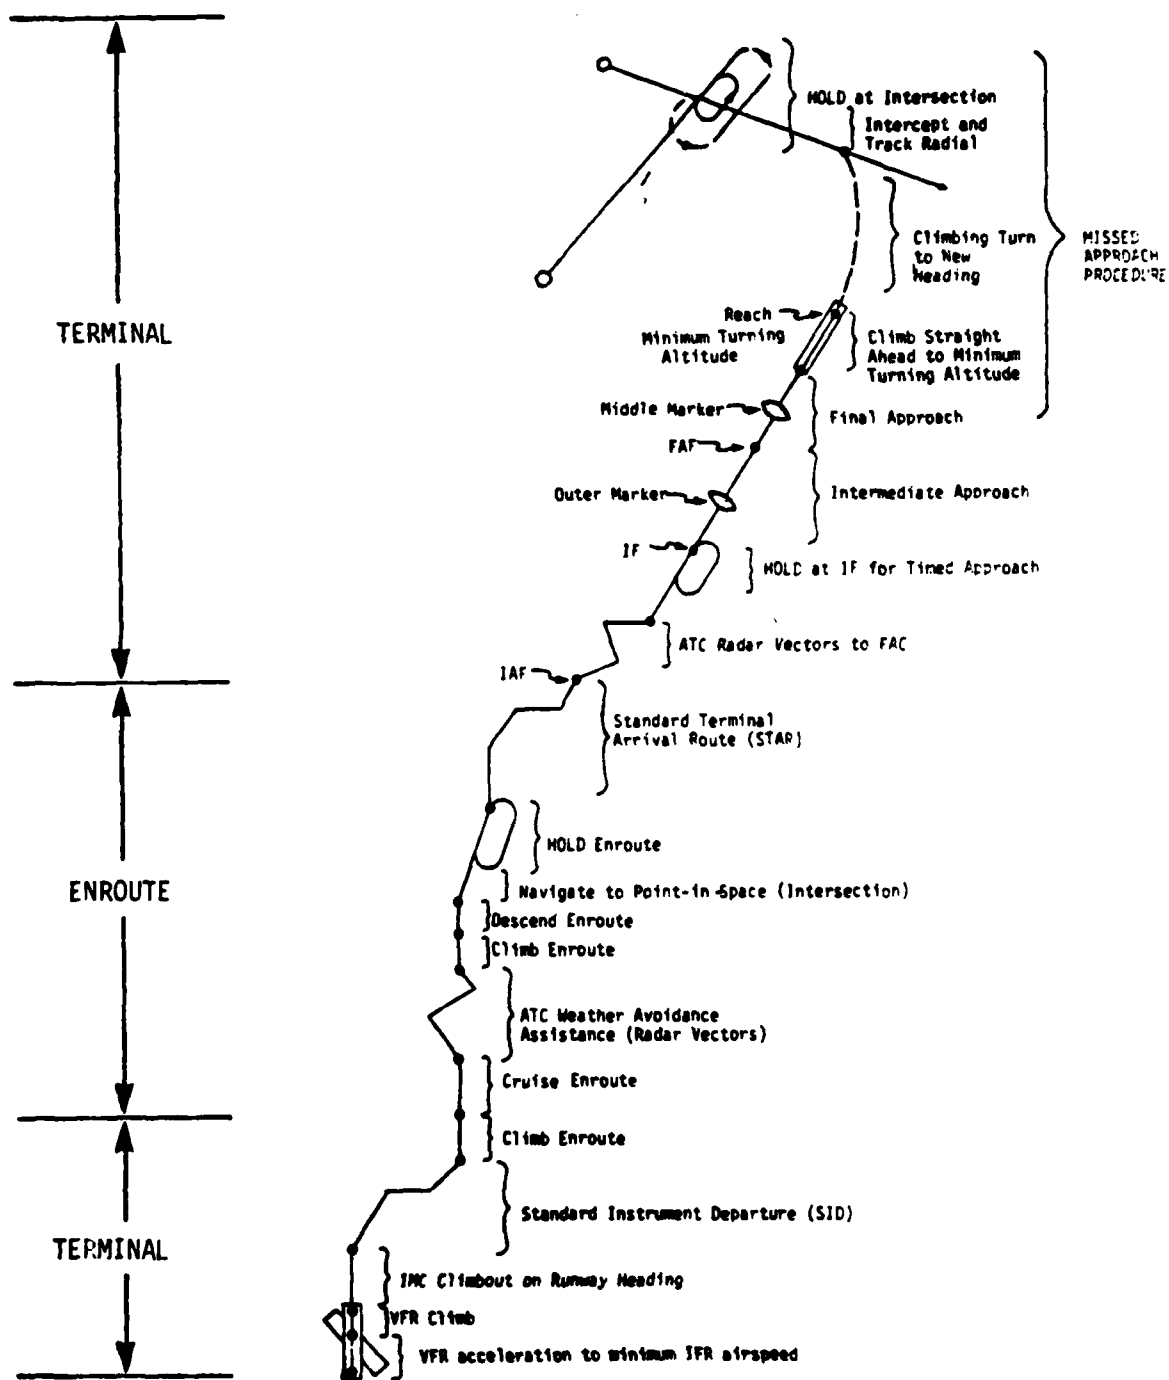 HOLD at Intersection
Intercept and
Track Radial
Climbing Turn
to New
Heading
MISSED
APPROACH
PROCEDURE
TERMINAL
Reach
Minimum Turning
Altitude
Climb Straight
Ahead to Minimum
Turning Altitude
Middle Marker
Final Approach
FAF
Outer Marker
Intermediate Approach
IF
HOLD at IF for Timed Approach
ATC Radar Vectors to FAC
IAF
Standard Terminal
Arrival Route (STAR)
HOLD Enroute
ENROUTE
Navigate to Point-in-Space (Intersection)
Descend Enroute
Climb Enroute
ATC Weather Avoidance
Assistance (Radar Vectors)
Cruise Enroute
Climb Enroute
Standard Instrument Departure (SID)
TERMINAL
IMC Climbout on Runway Heading
VFR Climb
VFR acceleration to minimum IFR airspeed